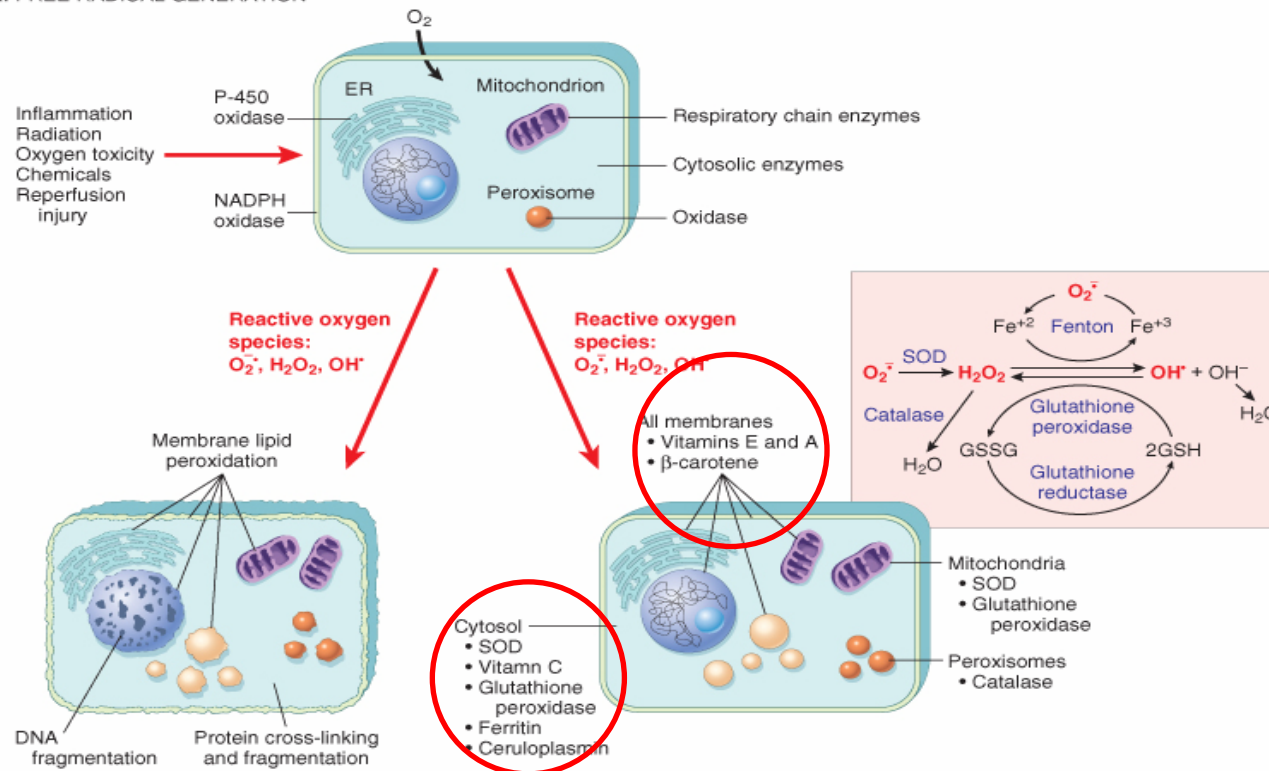 O₂
ER
Mitochondrion
P-450
oxidase
Inflammation
Radiation
Oxygen toxicity
Chemicals
Reperfusion
injury
Respiratory chain enzymes
Cytosolic enzymes
NADPH
oxidase
Peroxisome
Oxidase
Reactive oxygen
species:
O₂⁻•, H₂O₂, OH•
Reactive oxygen
species:
O₂⁻•, H₂O₂, OH•
O₂⁻•
Fe⁺² Fenton Fe⁺³
SOD
O₂⁻• H₂O₂ OH• + OH⁻
Catalase
Glutathione
peroxidase
H₂O
H₂O
GSSG
2GSH
Glutathione
reductase
Membrane lipid
peroxidation
All membranes
• Vitamins E and A
• β-carotene
Cytosol
• SOD
• Vitamn C
• Glutathione
peroxidase
• Ferritin
• Ceruloplasmin
Mitochondria
• SOD
• Glutathione
peroxidase
Peroxisomes
• Catalase
DNA
fragmentation
Protein cross-linking
and fragmentation